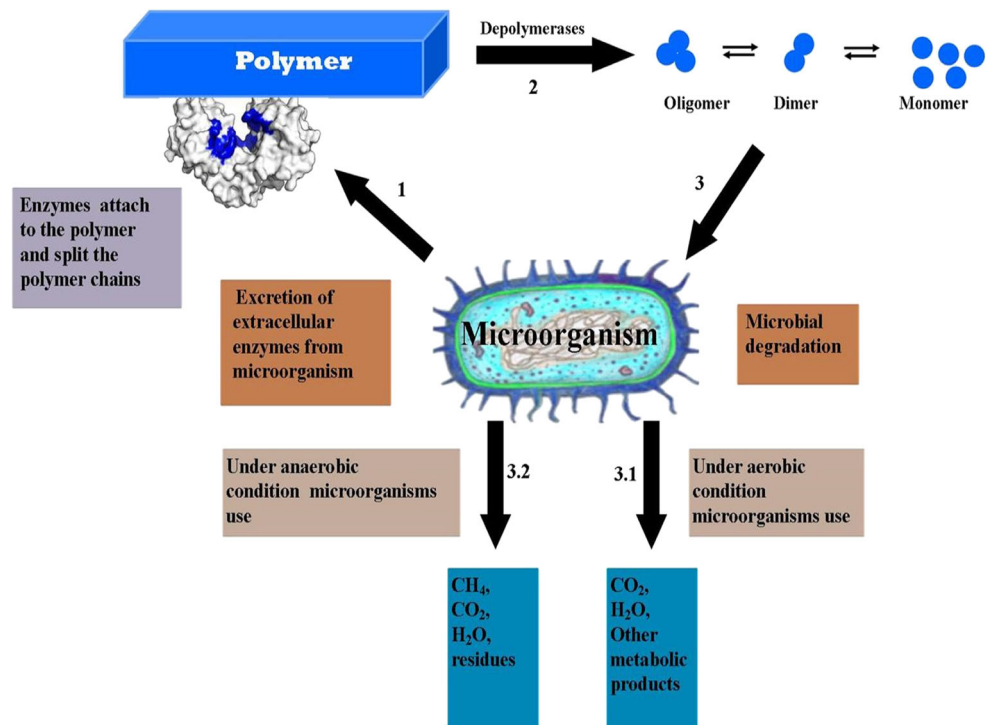 Polymer
Depolymerases
2
Oligomer
Dimer
Monomer
1
3
Enzymes attach
to the polymer
and split the
polymer chains
Excretion of
extracellular
enzymes from
microorganism
Microorganism
Microbial
degradation
Under anaerobic
condition microorganisms
use
3.2
3.1
Under aerobic
condition
microorganisms use
CH₄,
CO₂,
H₂O,
residues
CO₂,
H₂O,
Other
metabolic
products